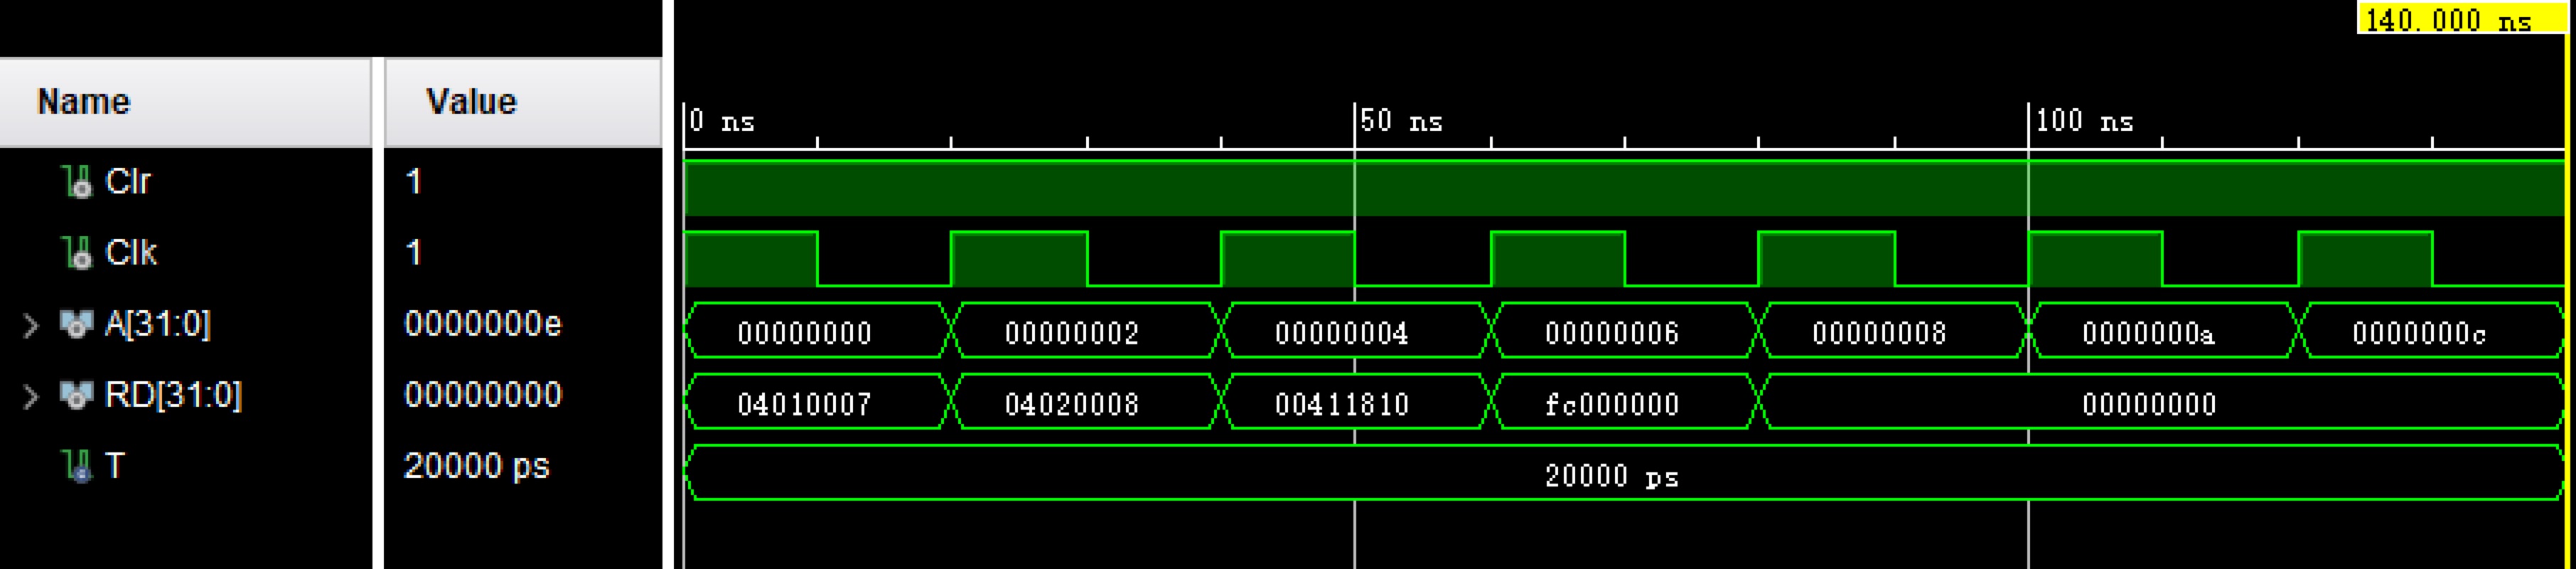 140.000 ns
Name Value
0 ns 50 ns 100 ns
Clr 1
Clk 1
A[31:0] 0000000e 00000000 00000002 00000004 00000006 00000008 0000000a 0000000c
RD[31:0] 00000000 04010007 04020008 00411810 fc000000 00000000
T 20000 ps 20000 ps